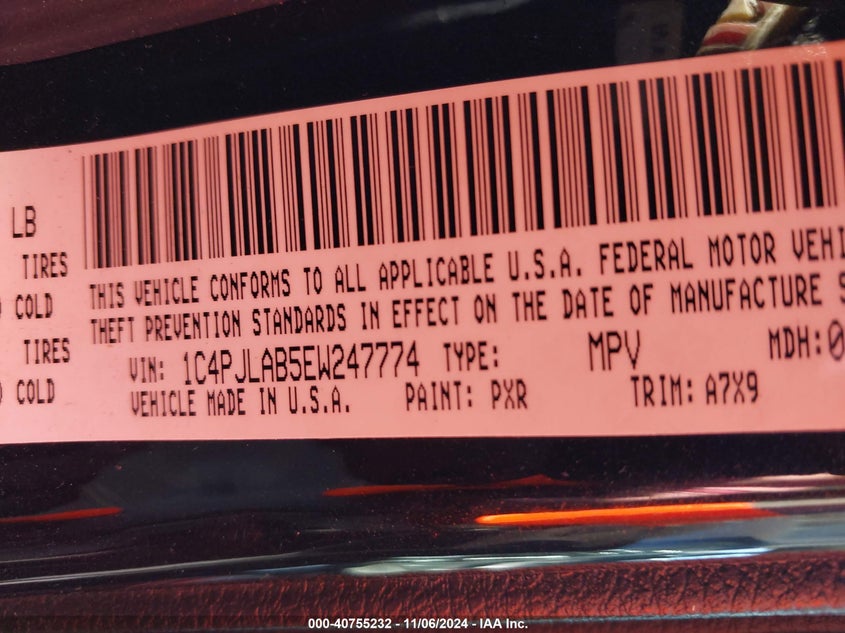 LB
TIRES
COLD
TIRES
COLD
THIS VEHICLE CONFORMS TO ALL APPLICABLE U.S.A. FEDERAL MOTOR VEHI
THEFT PREVENTION STANDARDS IN EFFECT ON THE DATE OF MANUFACTURE S
VIN: 1C4PJLAB5EW247774 TYPE: MPV MDH:0
VEHICLE MADE IN U.S.A. PAINT: PXR TRIM: A7X9
000-40755232 - 11/06/2024 - IAA Inc.